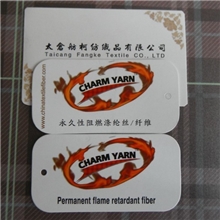 太仓舫利纺织品有限公司
Taicang Fangke Textile CO., LTD
CHARM YARN
永久性阻燃涤纶丝/纤维
CHARM YARN
Permanent flame retardant fiber